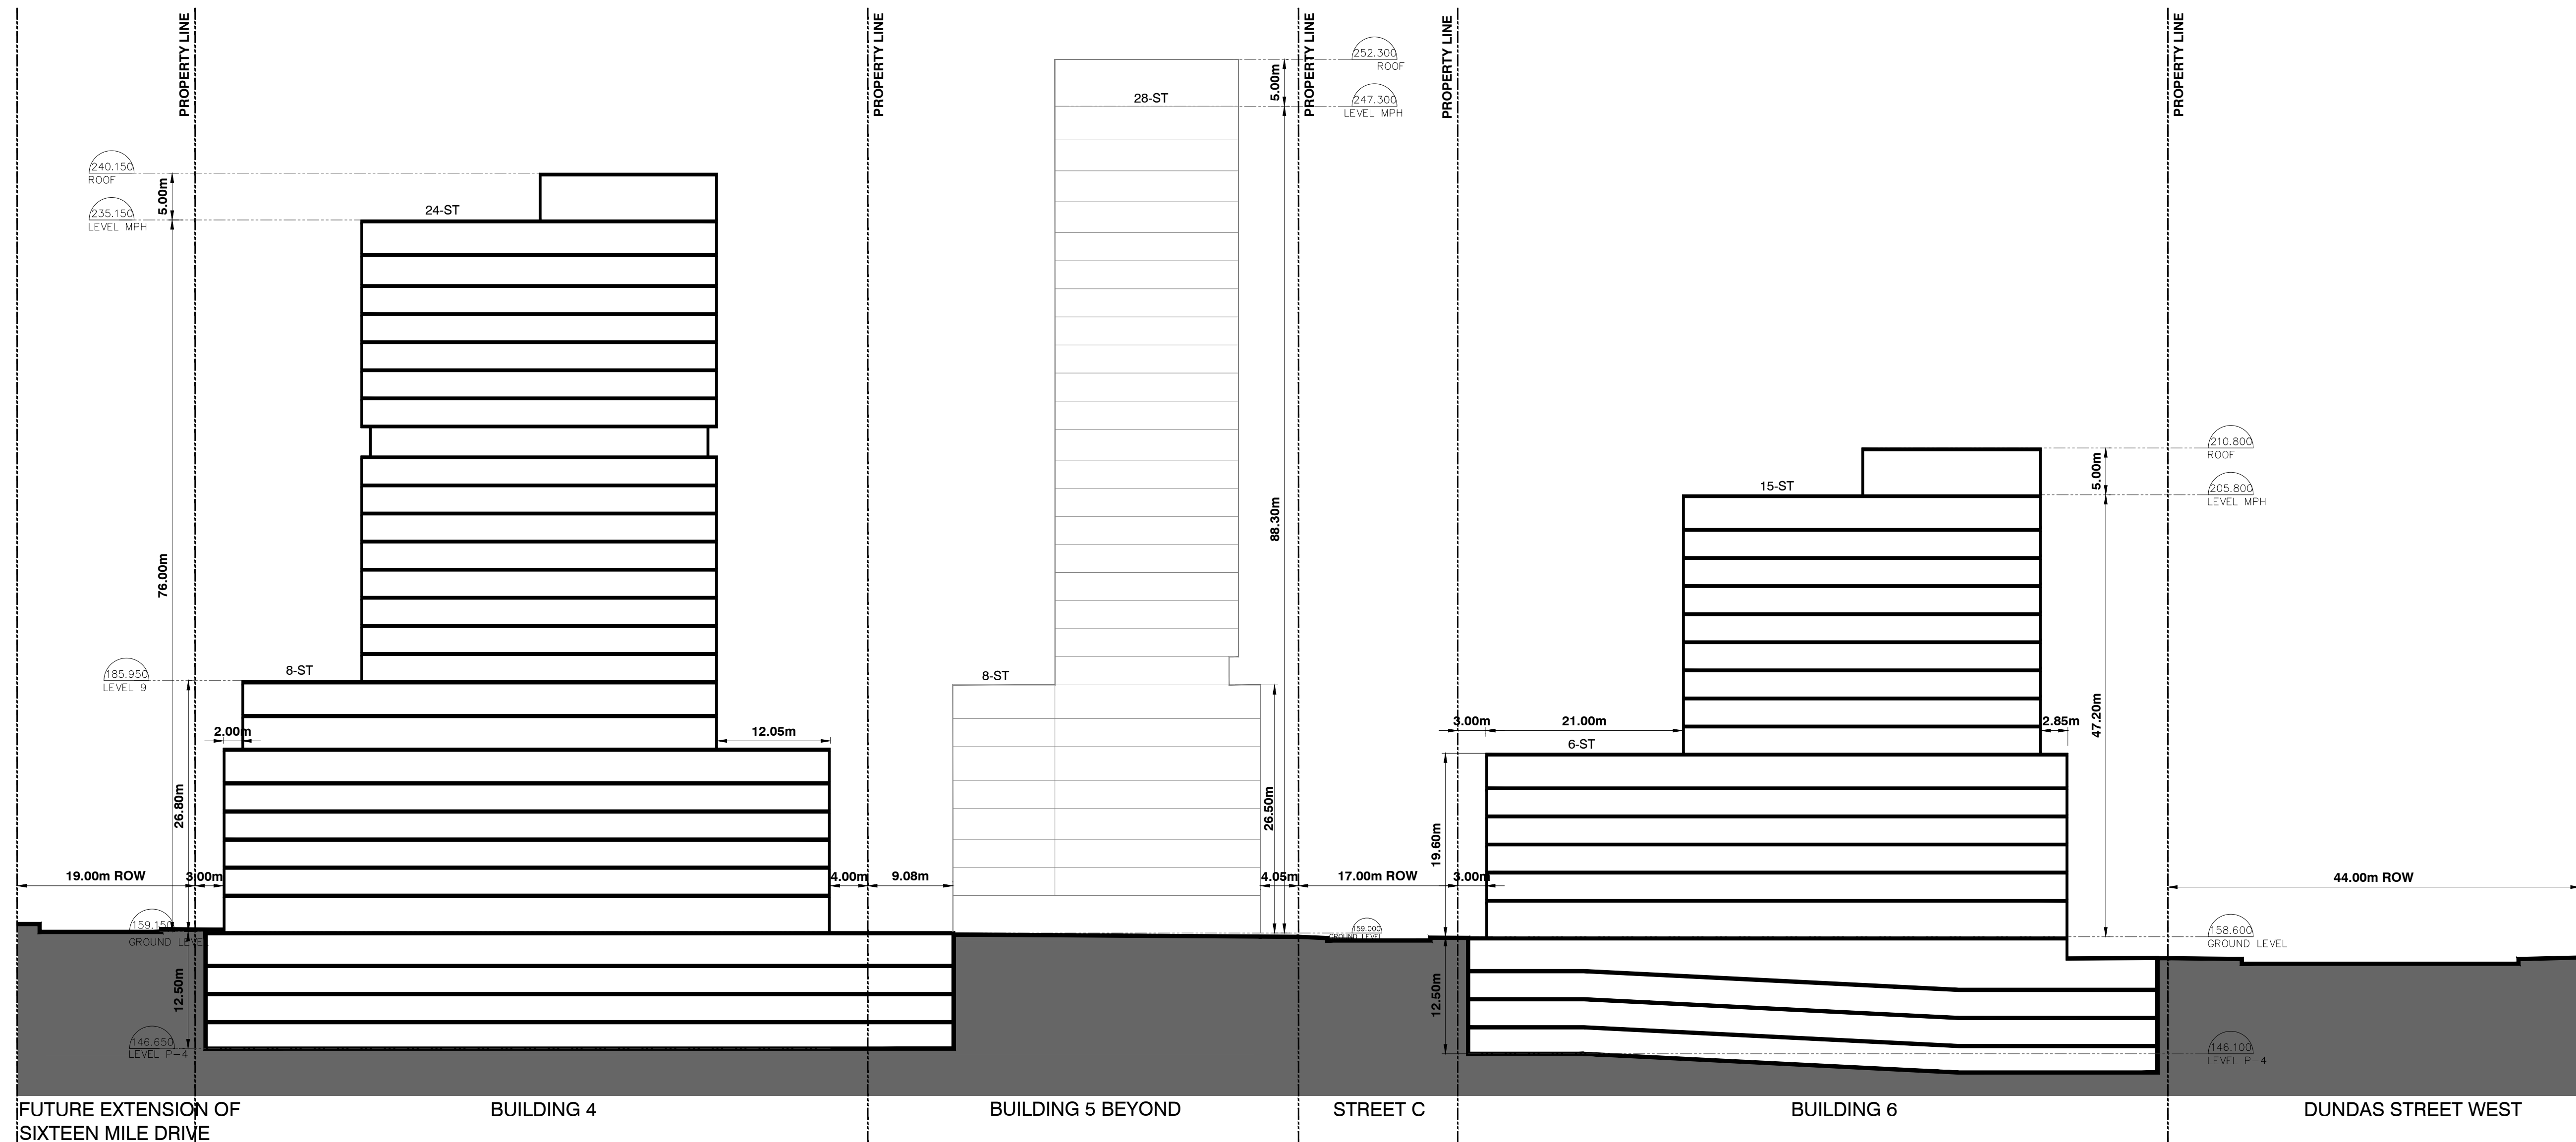 PROPERTY LINE
PROPERTY LINE
PROPERTY LINE
PROPERTY LINE
PROPERTY LINE
252.300
ROOF
5.00m
28-ST
247.300
LEVEL MPH
240.150
ROOF
5.00m
24-ST
235.150
LEVEL MPH
210.800
ROOF
5.00m
15-ST
205.800
LEVEL MPH
76.00m
88.30m
8-ST
185.950
LEVEL 9
8-ST
2.00m
12.05m
3.00m
21.00m
2.85m
47.20m
6-ST
26.80m
26.50m
19.60m
19.00m ROW
3.00m
4.00m
9.08m
4.05m
17.00m ROW
3.00m
44.00m ROW
159.150
GROUND LEVEL
159.000
GROUND LEVEL
158.600
GROUND LEVEL
12.50m
12.50m
146.650
LEVEL P-4
146.100
LEVEL P-4
FUTURE EXTENSION OF
SIXTEEN MILE DRIVE
BUILDING 4
BUILDING 5 BEYOND
STREET C
BUILDING 6
DUNDAS STREET WEST